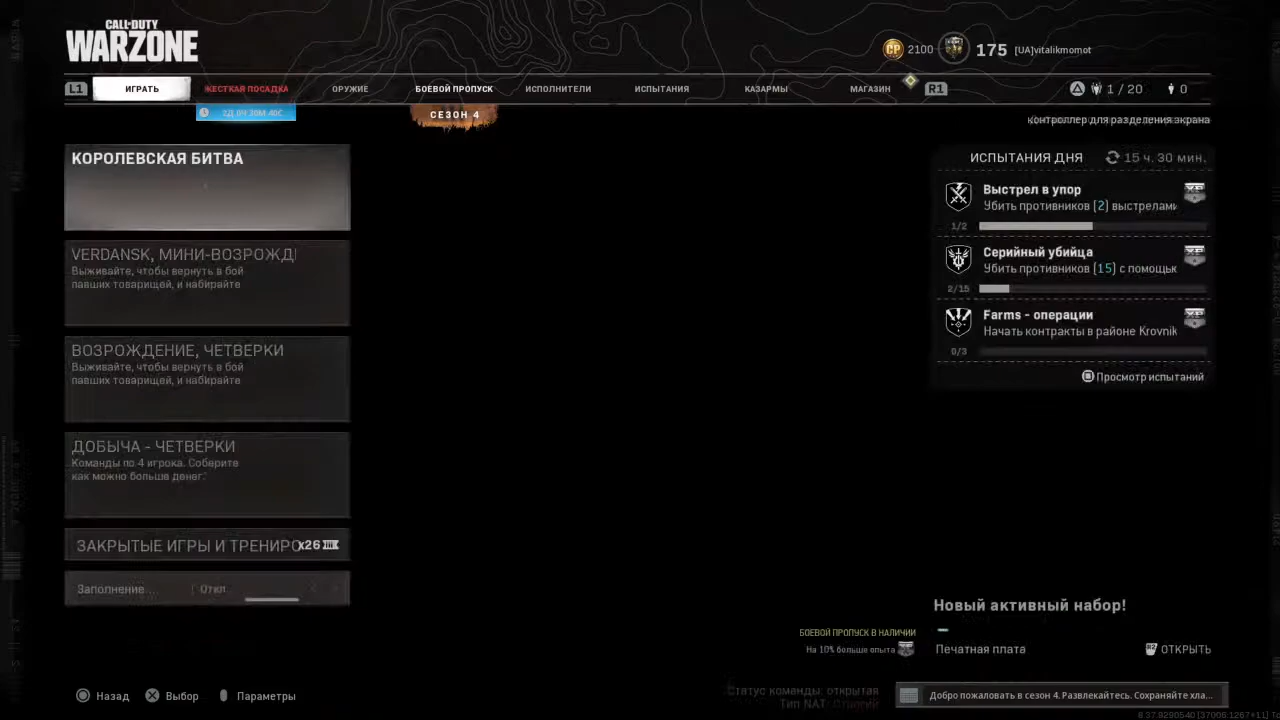 CALL OF DUTY
WARZONE
CP 2100 175 [UA]vitalikmomot
L1 ИГРАТЬ ЖЕСТКАЯ ПОСАДКА ОРУЖИЕ БОЕВОЙ ПРОПУСК ИСПОЛНИТЕЛИ ИСПЫТАНИЯ КАЗАРМЫ МАГАЗИН R1 1 / 20 0
СЕЗОН 4
контроллер для разделения экрана
КОРОЛЕВСКАЯ БИТВА
VERDANSK, МИНИ-ВОЗРОЖД
Выживайте, чтобы вернуть в бой
павших товарищей, и набирайте
ВОЗРОЖДЕНИЕ, ЧЕТВЕРКИ
Выживайте, чтобы вернуть в бой
павших товарищей, и набирайте
ДОБЫЧА - ЧЕТВЕРКИ
Команды по 4 игрока. Соберите
как можно больше денег.
ЗАКРЫТЫЕ ИГРЫ И ТРЕНИРО x26
Заполнение ... Откл
ИСПЫТАНИЯ ДНЯ 15 ч. 30 мин.
Выстрел в упор
Убить противников [2] выстрелами
1/2
Серийный убийца
Убить противников [15] с помощью
2/15
Farms - операции
Начать контракты в районе Krovnik
0/3
Просмотр испытаний
Новый активный набор!
БОЕВОЙ ПРОПУСК В НАЛИЧИИ
На 10% больше опыта
Печатная плата
R2 ОТКРЫТЬ
Назад Выбор Параметры
Статус команды: открытая
Тип NAT:
Добро пожаловать в сезон 4. Развлекайтесь. Сохраняйте хла...